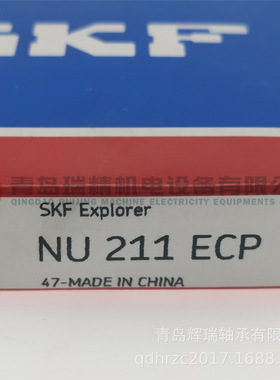 SKF
青岛瑞精机电设备有限公司
QINGDAO RUIJING MACHINE ELECTRICITY EQUIPMENTS
SKF Explorer
NU 211 ECP
47-MADE IN CHINA
青岛辉瑞轴承有限
qdhrzc2017.1688.